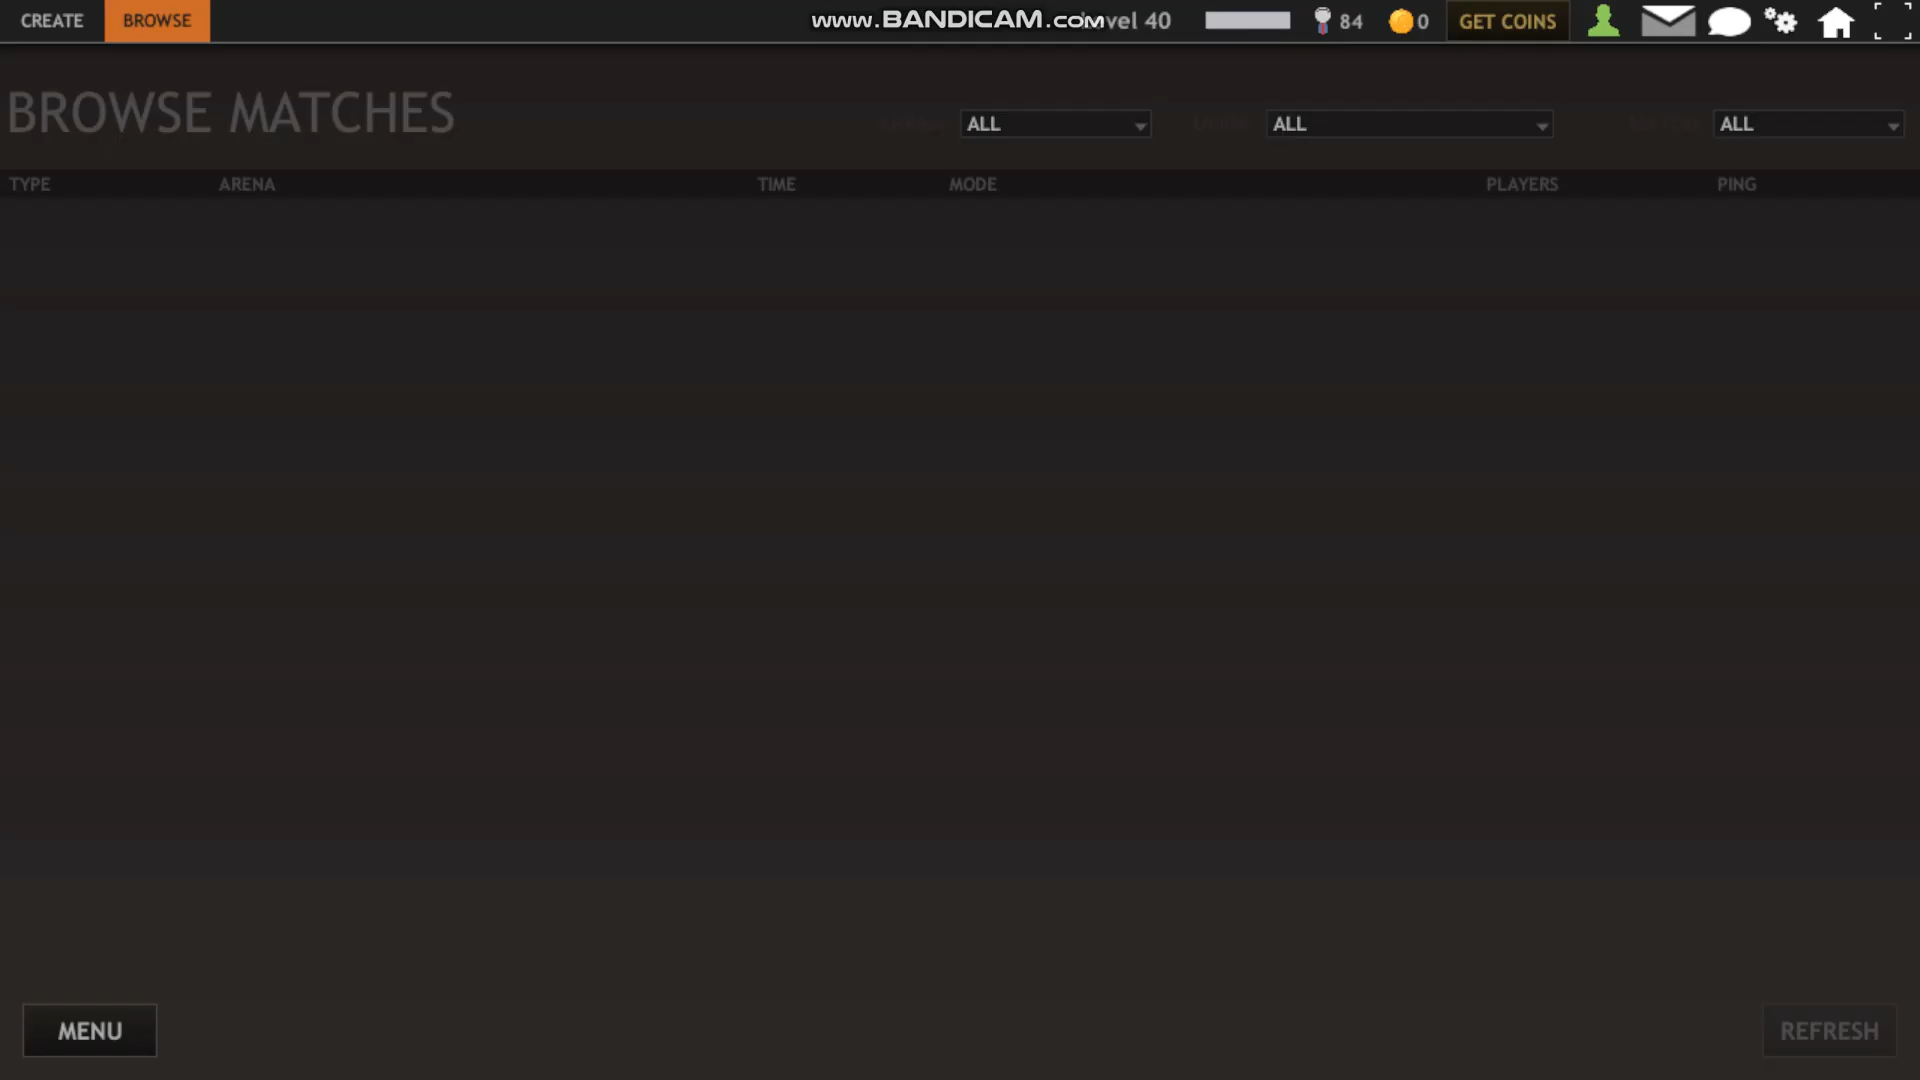 CREATE BROWSE www.BANDICAM.com Level 40 84 0 GET COINS
BROWSE MATCHES ALL ALL ALL
TYPE ARENA TIME MODE PLAYERS PING
MENU REFRESH